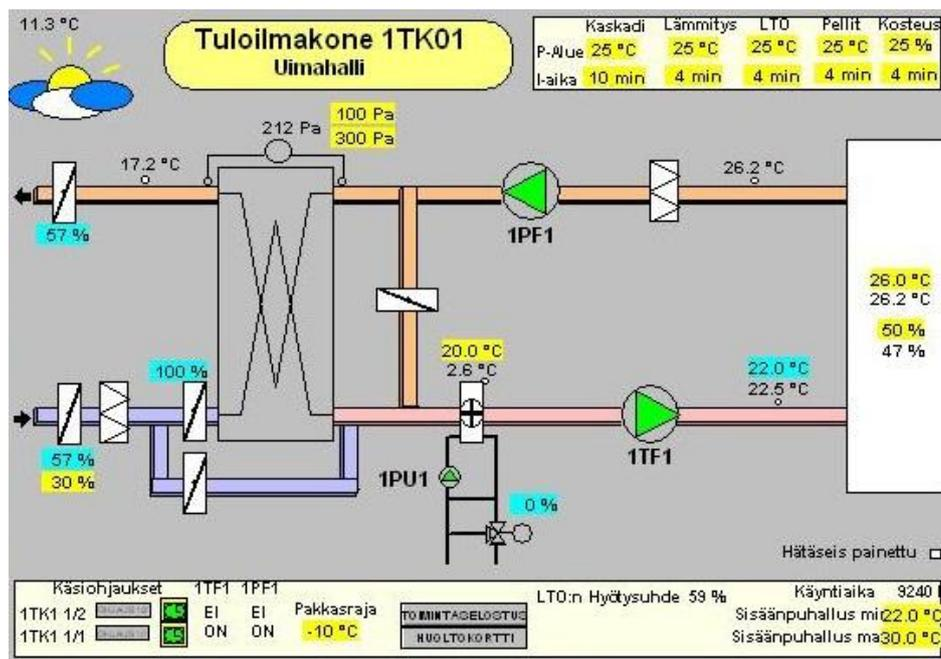 11.3 °C
Tuloilmakone 1TK01
Uimahalli
Kaskadi Lämmitys LTO Pellit Kosteus
P-Alue 25 °C 25 °C 25 °C 25 °C 25 %
I-aika 10 min 4 min 4 min 4 min 4 min
212 Pa
100 Pa
300 Pa
17.2 °C
26.2 °C
57 %
1PF1
26.0 °C
26.2 °C
50 %
47 %
20.0 °C
2.6 °C
100 %
22.0 °C
22.5 °C
57 %
30 %
1TF1
1PU1
0 %
Hätäseis painettu
Käsiohjaukset 1TF1 1PF1
1TK1 1/2 EI EI
1TK1 1/1 ON ON
Pakkasraja
-10 °C
TOIMINTASELOSTUS
HUOLTOKORTTI
LTO:n Hyötysuhde 59 %
Käyntiaika 9240
Sisäänpuhallus mi 22.0 °C
Sisäänpuhallus ma 30.0 °C